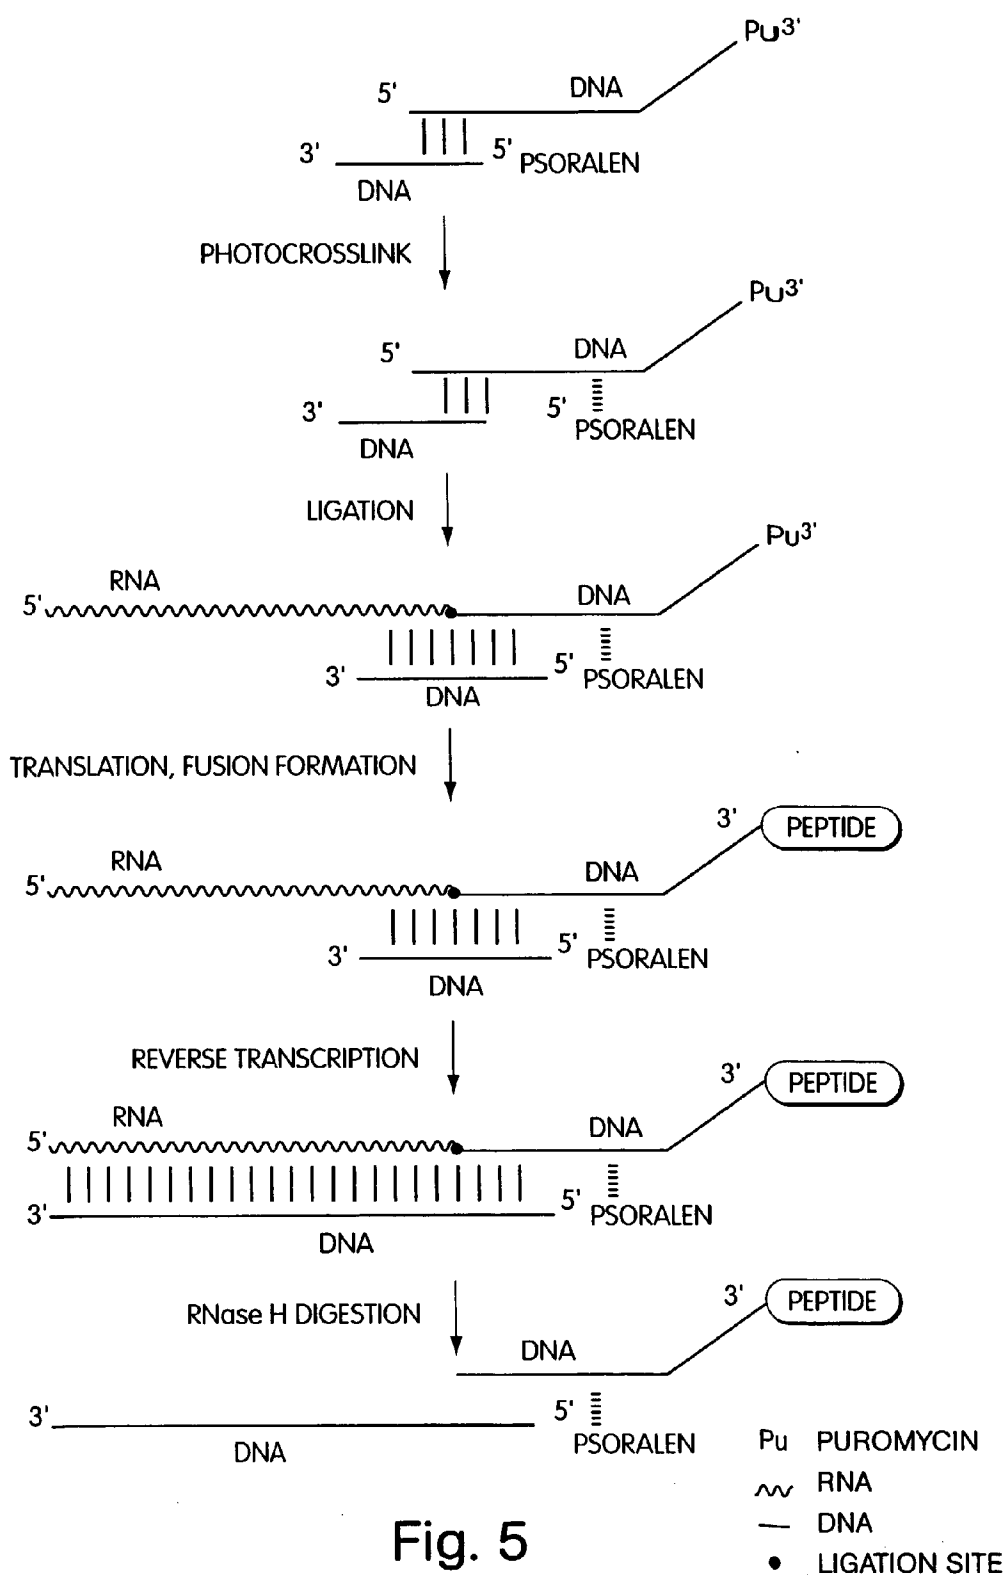 Pu3'
5' DNA
3' 5' PSORALEN
DNA
PHOTOCROSSLINK
Pu3'
5' DNA
3' 5'
PSORALEN
DNA
LIGATION
Pu3'
RNA DNA
5'
3' 5' PSORALEN
DNA
TRANSLATION, FUSION FORMATION
3' PEPTIDE
RNA DNA
5'
3' 5' PSORALEN
DNA
REVERSE TRANSCRIPTION
3' PEPTIDE
RNA DNA
5'
3' 5' PSORALEN
DNA
RNase H DIGESTION
3' PEPTIDE
DNA
3' 5'
PSORALEN
DNA
Pu PUROMYCIN
RNA
DNA
LIGATION SITE
Fig. 5